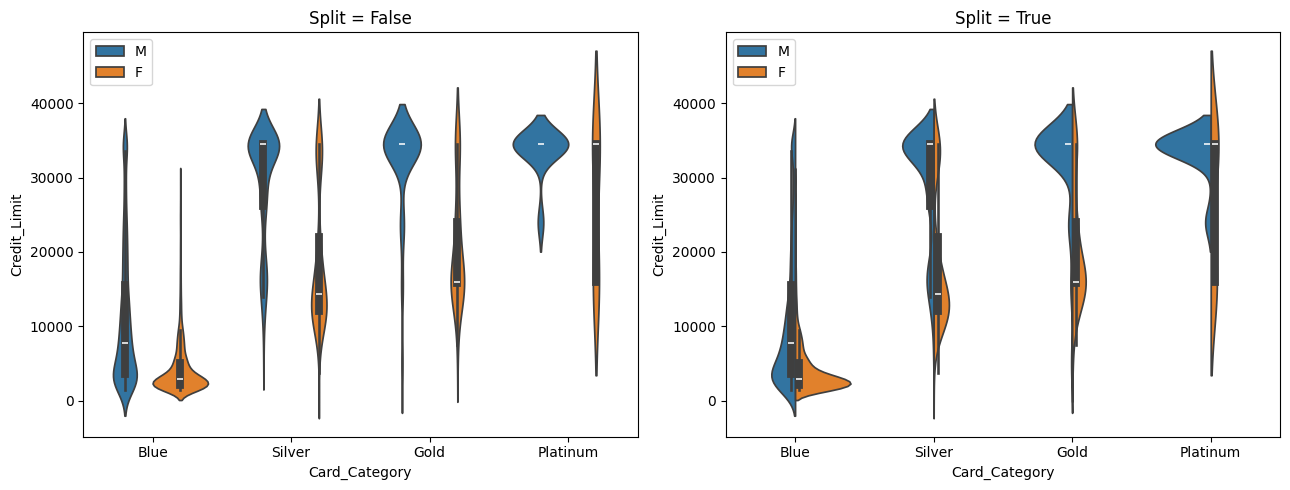 Split = False
M
F
Credit_Limit
40000
30000
20000
10000
0
Blue
Silver
Gold
Platinum
Card_Category
Split = True
M
F
Credit_Limit
40000
30000
20000
10000
0
Blue
Silver
Gold
Platinum
Card_Category